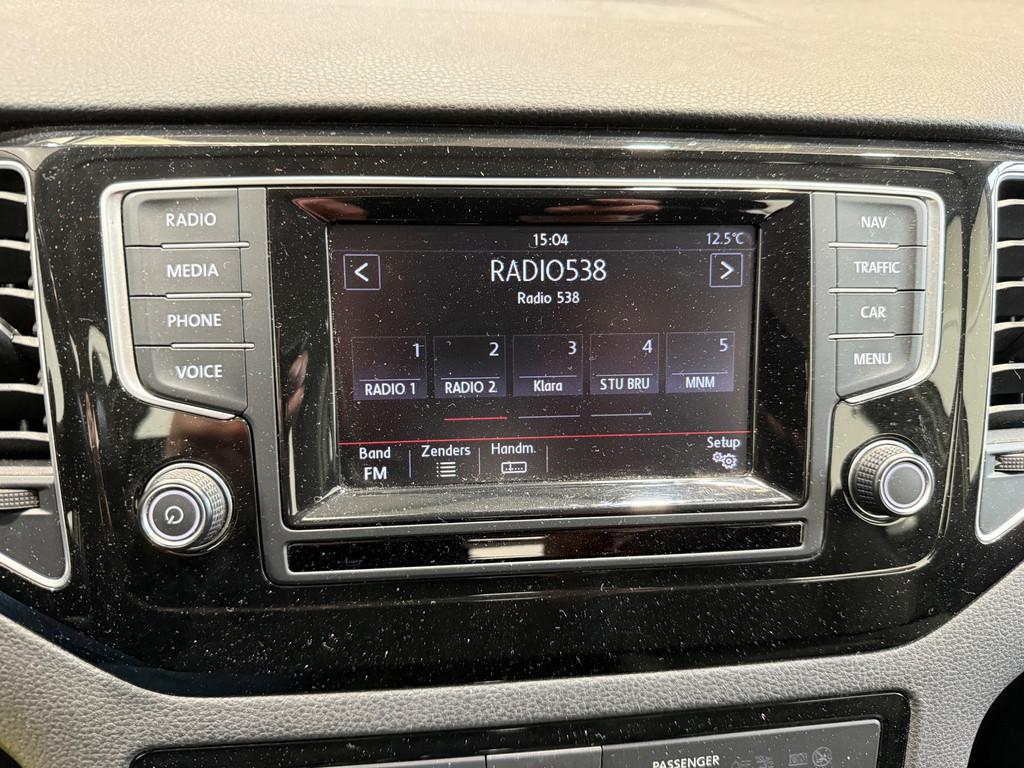 RADIO
MEDIA
PHONE
VOICE
15:04
12.5°C
<
RADIO538
>
Radio 538
1
RADIO 1
2
RADIO 2
3
Klara
4
STU BRU
5
MNM
Band
FM
Zenders
Handm.
Setup
NAV
TRAFFIC
CAR
MENU
PASSENGER